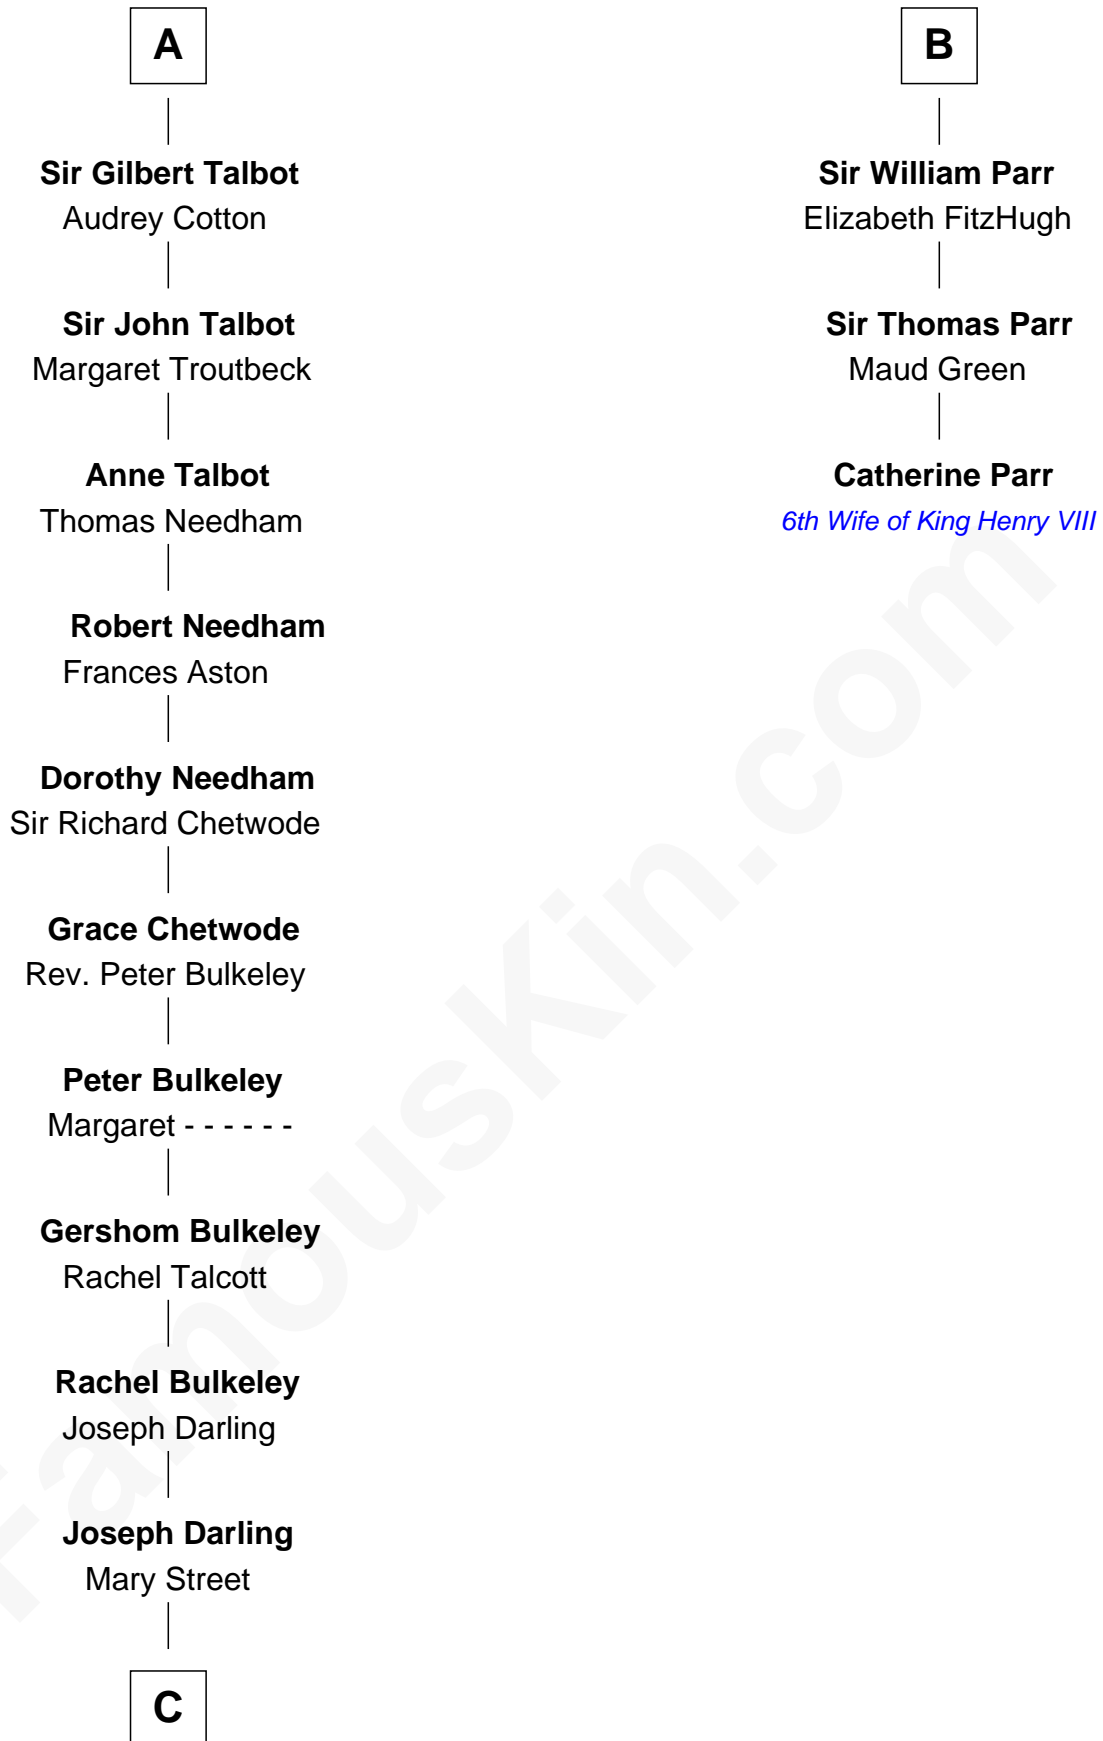 A
Sir Gilbert Talbot
Audrey Cotton
Sir John Talbot
Margaret Troutbeck
Anne Talbot
Thomas Needham
Robert Needham
Frances Aston
Dorothy Needham
Sir Richard Chetwode
Grace Chetwode
Rev. Peter Bulkeley
Peter Bulkeley
Margaret - - - - - -
Gershom Bulkeley
Rachel Talcott
Rachel Bulkeley
Joseph Darling
Joseph Darling
Mary Street
C
B
Sir William Parr
Elizabeth FitzHugh
Sir Thomas Parr
Maud Green
Catherine Parr
6th Wife of King Henry VIII
FamousKin.com